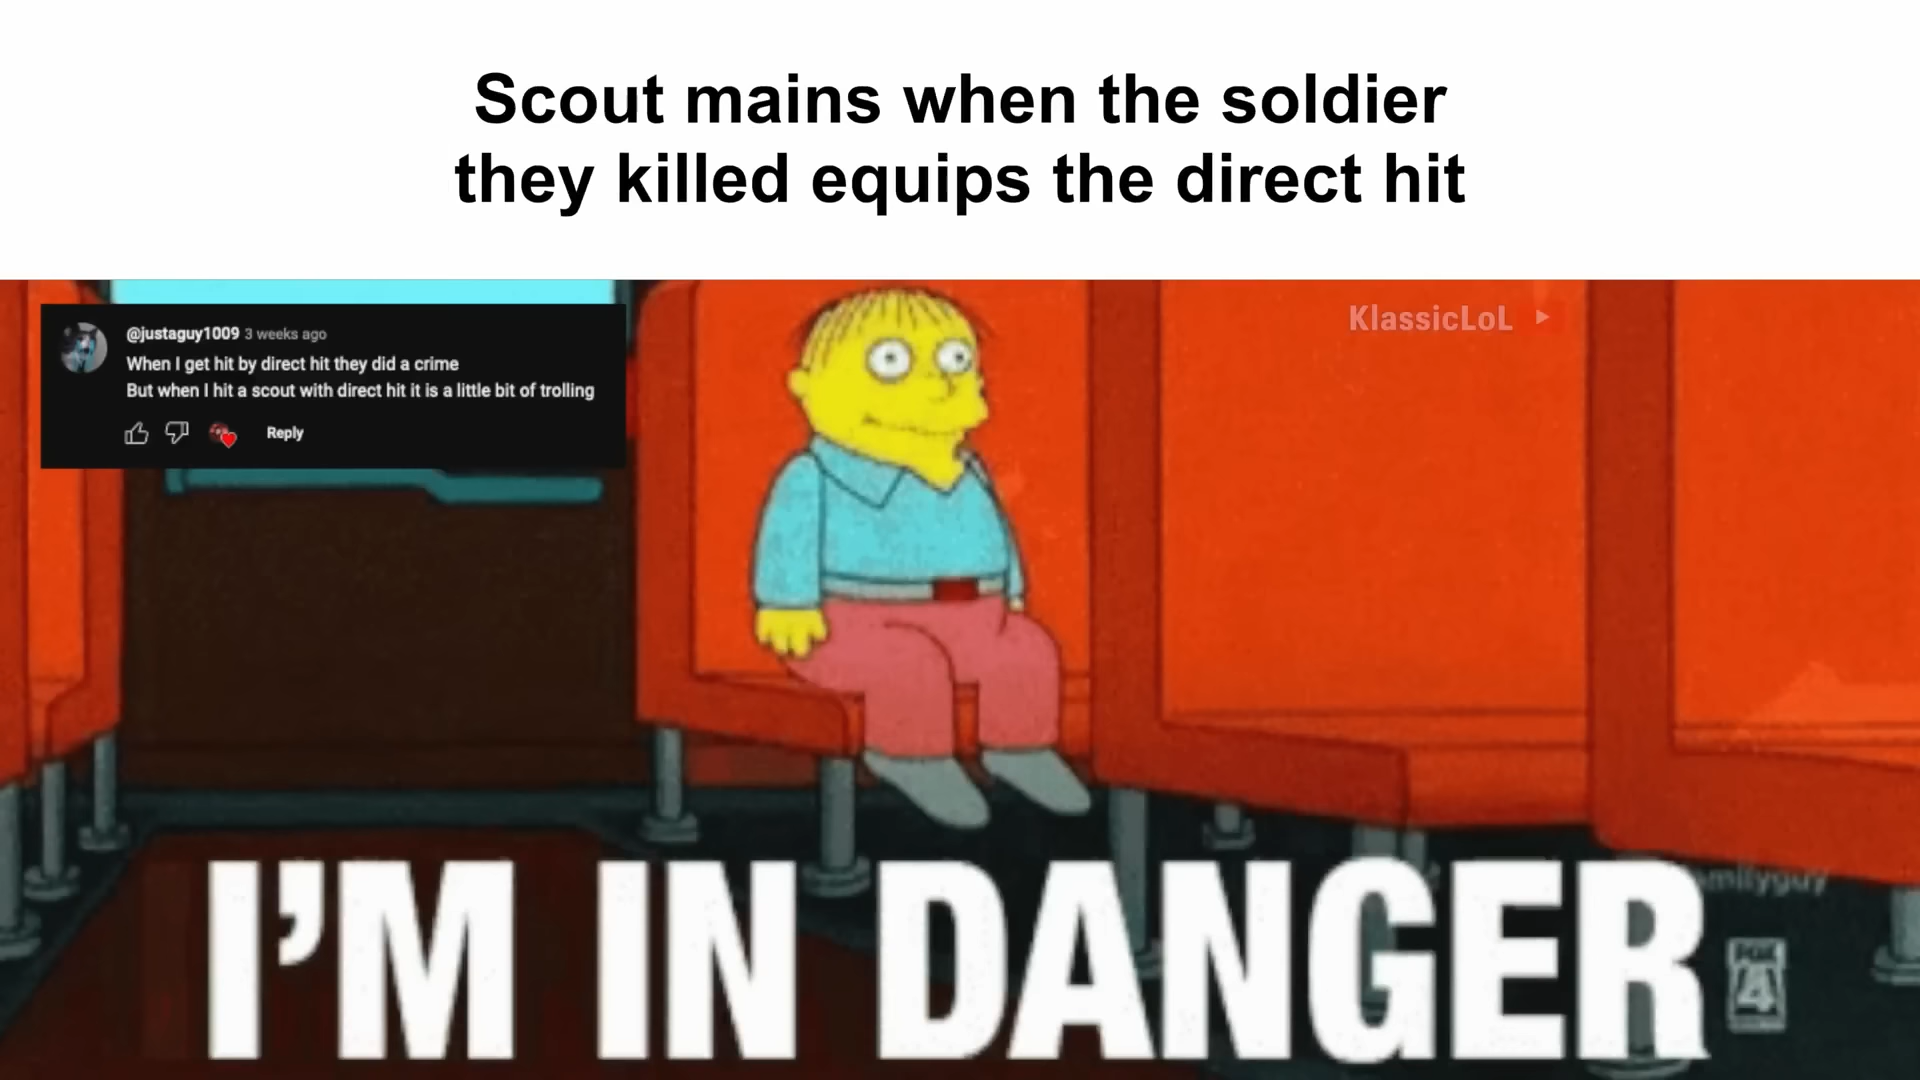 Scout mains when the soldier
they killed equips the direct hit
KlassicLoL
@justaguy1009 3 weeks ago
When I get hit by direct hit they did a crime
But when I hit a scout with direct hit it is a little bit of trolling
Reply
I'M IN DANGER
FOX
4